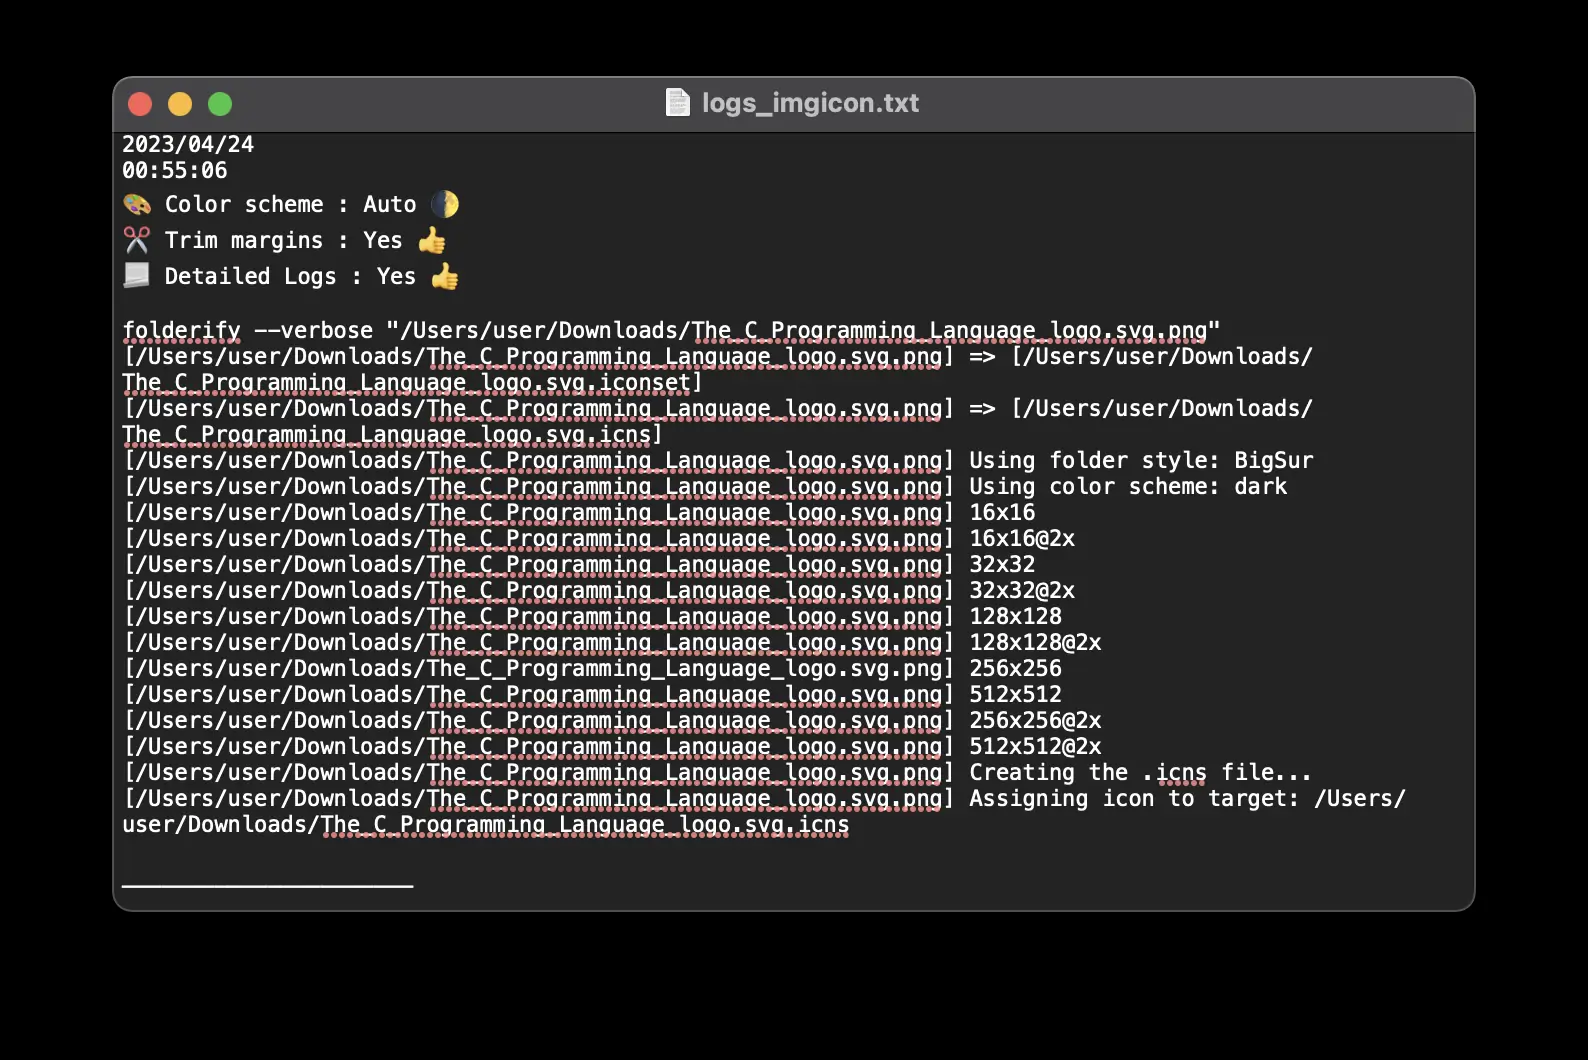 logs_imgicon.txt
2023/04/24
00:55:06
🎨 Color scheme : Auto 🌓
✂️ Trim margins : Yes 👍
📃 Detailed Logs : Yes 👍
folderify --verbose "/Users/user/Downloads/The_C_Programming_Language_logo.svg.png"
[/Users/user/Downloads/The_C_Programming_Language_logo.svg.png] => [/Users/user/Downloads/
The_C_Programming_Language_logo.svg.iconset]
[/Users/user/Downloads/The_C_Programming_Language_logo.svg.png] => [/Users/user/Downloads/
The_C_Programming_Language_logo.svg.icns]
[/Users/user/Downloads/The_C_Programming_Language_logo.svg.png] Using folder style: BigSur
[/Users/user/Downloads/The_C_Programming_Language_logo.svg.png] Using color scheme: dark
[/Users/user/Downloads/The_C_Programming_Language_logo.svg.png] 16x16
[/Users/user/Downloads/The_C_Programming_Language_logo.svg.png] 16x16@2x
[/Users/user/Downloads/The_C_Programming_Language_logo.svg.png] 32x32
[/Users/user/Downloads/The_C_Programming_Language_logo.svg.png] 32x32@2x
[/Users/user/Downloads/The_C_Programming_Language_logo.svg.png] 128x128
[/Users/user/Downloads/The_C_Programming_Language_logo.svg.png] 128x128@2x
[/Users/user/Downloads/The_C_Programming_Language_logo.svg.png] 256x256
[/Users/user/Downloads/The_C_Programming_Language_logo.svg.png] 512x512
[/Users/user/Downloads/The_C_Programming_Language_logo.svg.png] 256x256@2x
[/Users/user/Downloads/The_C_Programming_Language_logo.svg.png] 512x512@2x
[/Users/user/Downloads/The_C_Programming_Language_logo.svg.png] Creating the .icns file...
[/Users/user/Downloads/The_C_Programming_Language_logo.svg.png] Assigning icon to target: /Users/
user/Downloads/The_C_Programming_Language_logo.svg.icns
______________________